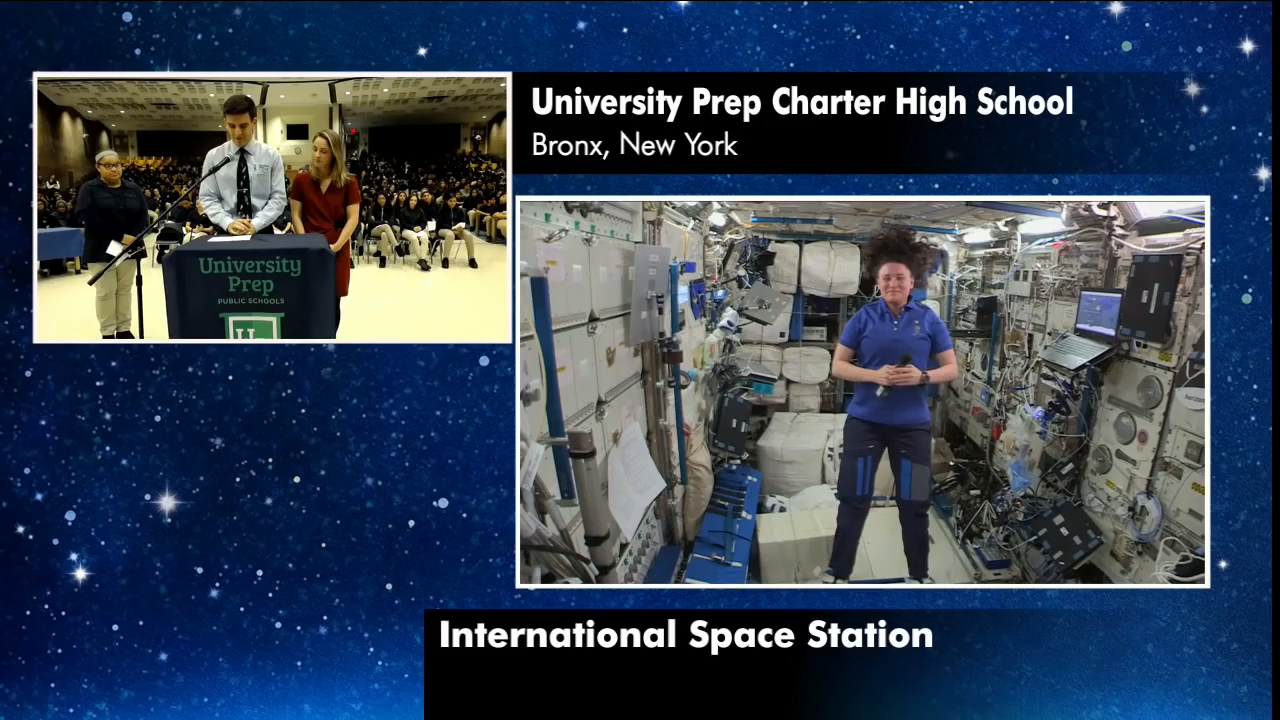 University Prep Charter High School
Bronx, New York
University
Prep
PUBLIC SCHOOLS
International Space Station